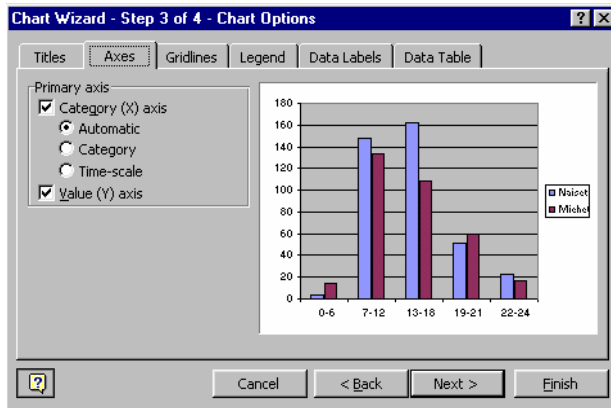 Chart Wizard - Step 3 of 4 - Chart Options
Titles Axes Gridlines Legend Data Labels Data Table
Primary axis
Category (X) axis
Automatic
Category
Time-scale
Value (Y) axis
180
160
140
120
100
80
60
40
20
0
0-6 7-12 13-18 19-21 22-24
Naiset
Miehet
Cancel < Back Next > Finish